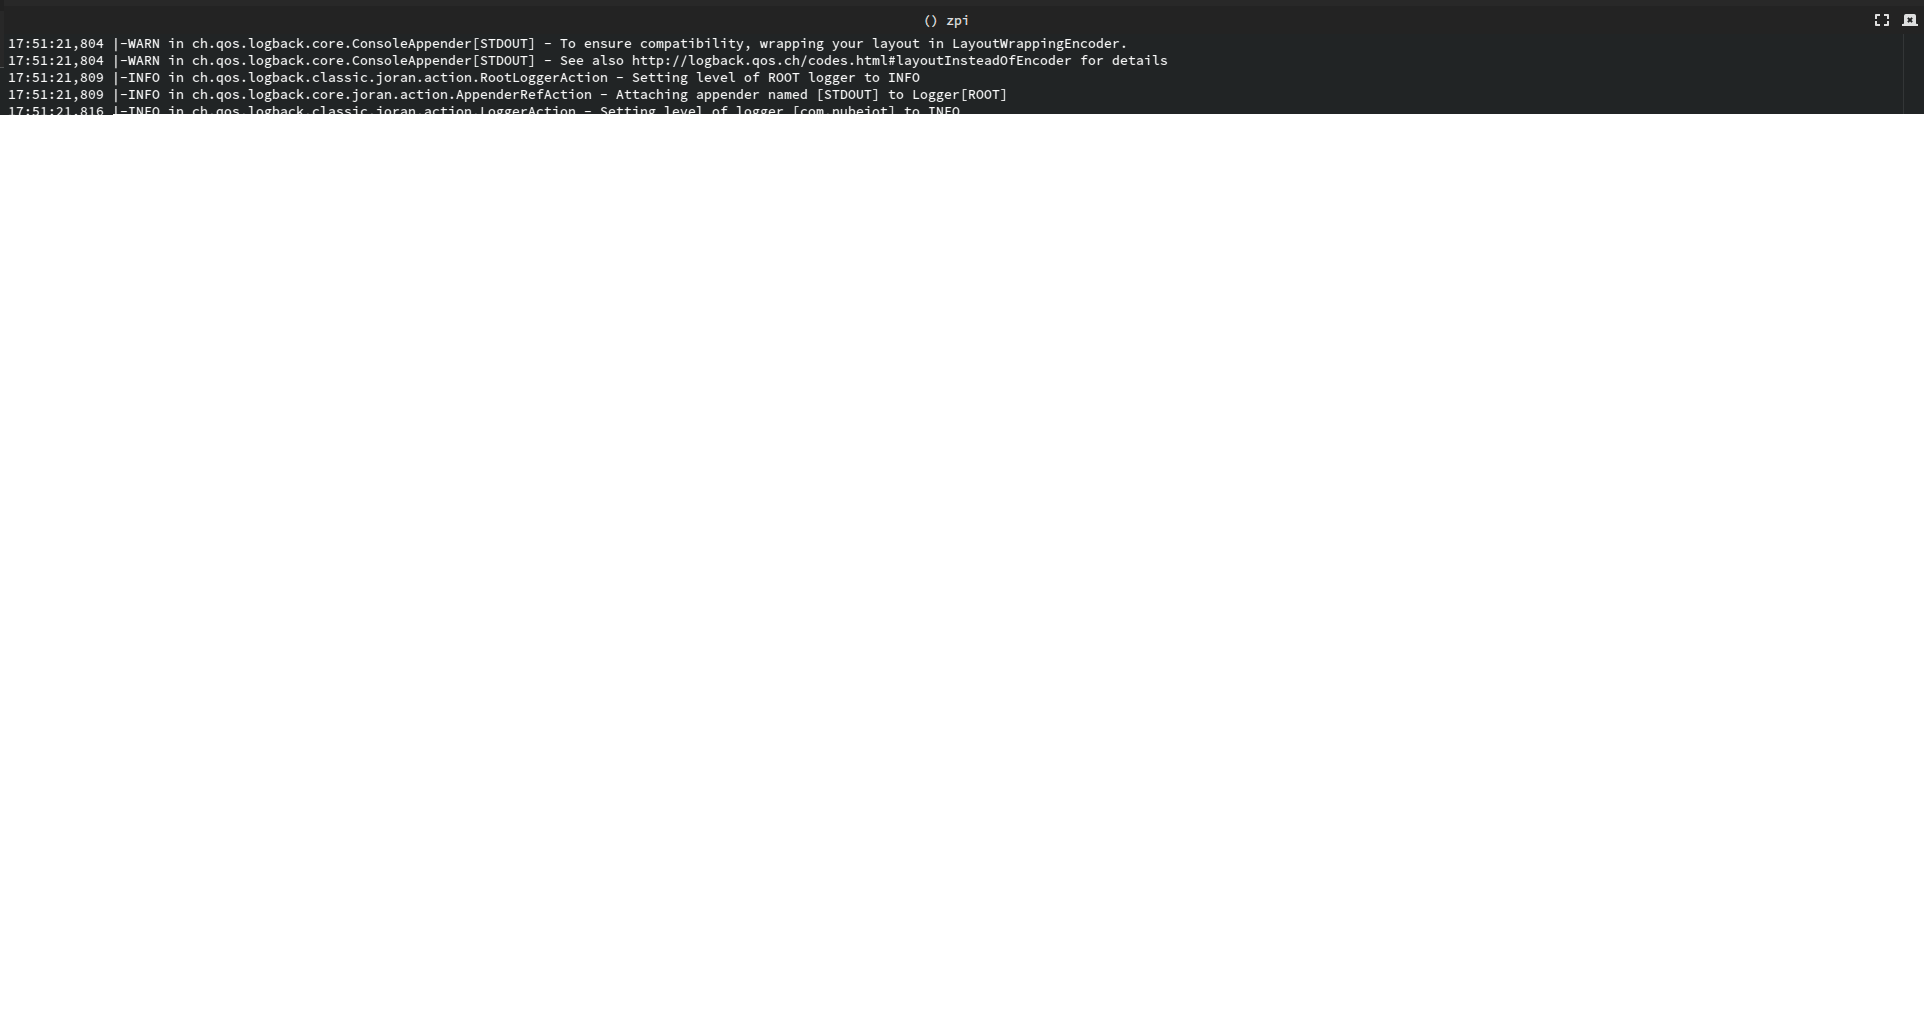 () zpi
17:51:21,804 |-WARN in ch.qos.logback.core.ConsoleAppender[STDOUT] - To ensure compatibility, wrapping your layout in LayoutWrappingEncoder.
17:51:21,804 |-WARN in ch.qos.logback.core.ConsoleAppender[STDOUT] - See also http://logback.qos.ch/codes.html#layoutInsteadOfEncoder for details
17:51:21,809 |-INFO in ch.qos.logback.classic.joran.action.RootLoggerAction - Setting level of ROOT logger to INFO
17:51:21,809 |-INFO in ch.qos.logback.core.joran.action.AppenderRefAction - Attaching appender named [STDOUT] to Logger[ROOT]
17:51:21,816 |-INFO in ch.qos.logback.classic.joran.action.LoggerAction - Setting level of logger [com.nubeiot] to INFO